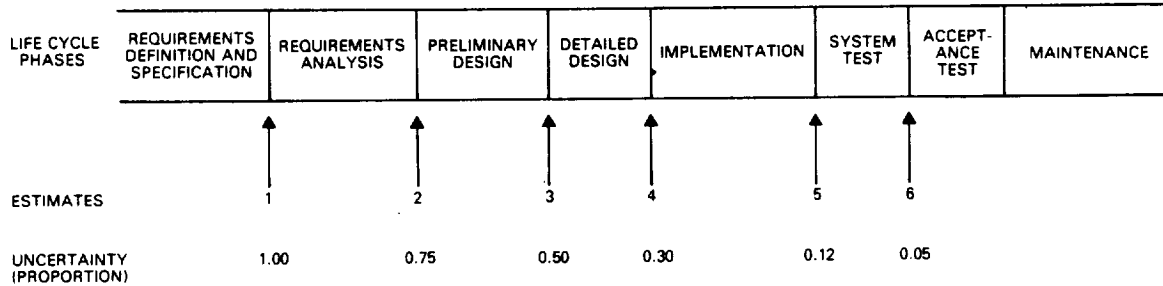 LIFE CYCLE
PHASES
REQUIREMENTS
DEFINITION AND
SPECIFICATION
REQUIREMENTS
ANALYSIS
PRELIMINARY
DESIGN
DETAILED
DESIGN
IMPLEMENTATION
SYSTEM
TEST
ACCEPT-
ANCE
TEST
MAINTENANCE
ESTIMATES
1
2
3
4
5
6
UNCERTAINTY
(PROPORTION)
1.00
0.75
0.50
0.30
0.12
0.05